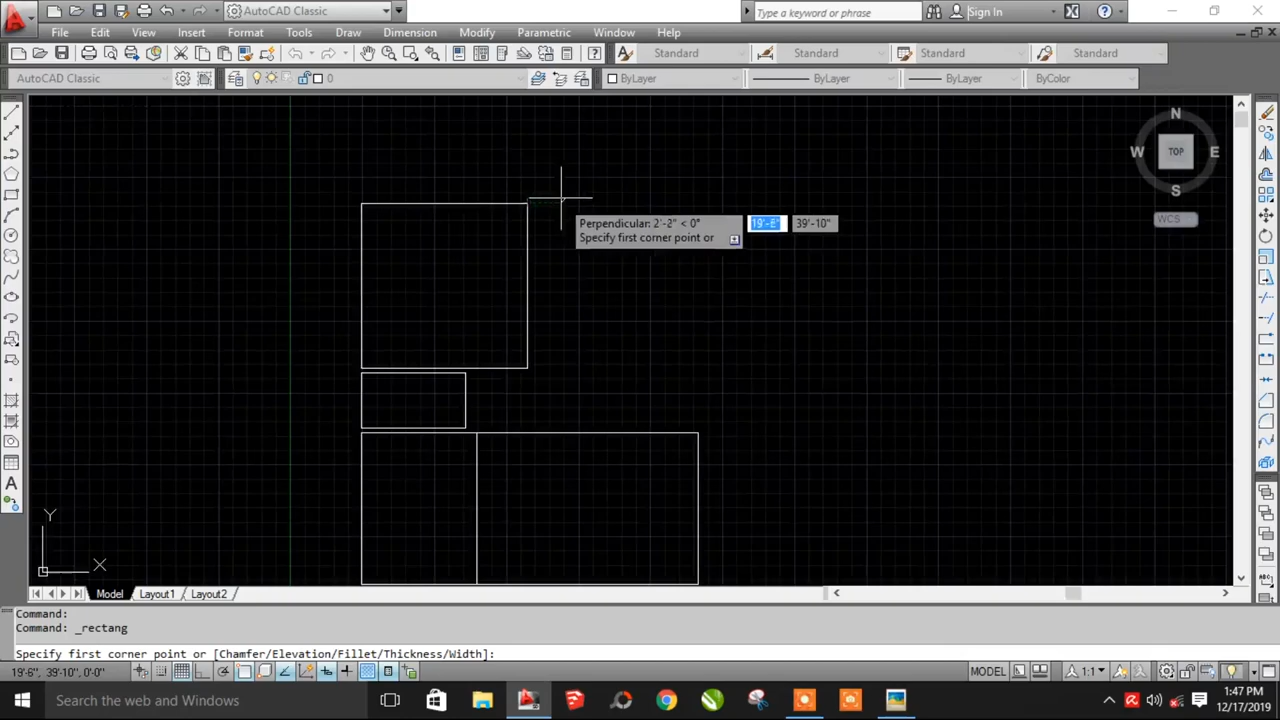 AutoCAD Classic
Type a keyword or phrase
Sign In
File Edit View Insert Format Tools Draw Dimension Modify Parametric Window Help
Standard Standard Standard Standard
AutoCAD Classic
0
ByLayer ByLayer ByLayer ByColor
N
W TOP E
S
WCS
Perpendicular: 2'-2" < 0°
Specify first corner point or
19'-6" 39'-10"
Y
X
Model Layout1 Layout2
Command:
Command: _rectang
Specify first corner point or [Chamfer/Elevation/Fillet/Thickness/Width]:
19'-6", 39'-10", 0'-0"
MODEL
1:1
Search the web and Windows
1:47 PM
12/17/2019